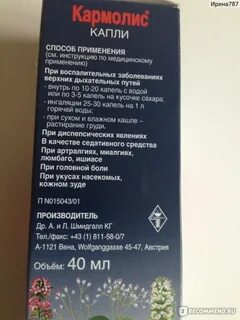 Ирина787
Кармолис®
КАПЛИ
СПОСОБ ПРИМЕНЕНИЯ
(см. инструкцию по медицинскому
применению)
При воспалительных заболеваниях
верхних дыхательных путей
- внутрь по 10-20 капель с водой
или по 3-5 капель на кусочке сахара;
- ингаляции 25-30 капель на 1 л
горячей воды;
- при сухом и влажном кашле –
растирание груди.
При диспепсических явлениях
В качестве седативного средства
При артралгиях, миалгиях,
люмбаго, ишиасе
При головной боли
При укусах насекомых,
кожном зуде
П N015043/01
ПРОИЗВОДИТЕЛЬ
Др. А. и Л. Шмидгалл КГ
Тел./факс: +43 (1) 811-58-0/7
А-1121 Вена, Wolfganggasse 45-47, Австрия
Объём: 40 мл
IRECOMMEND.RU